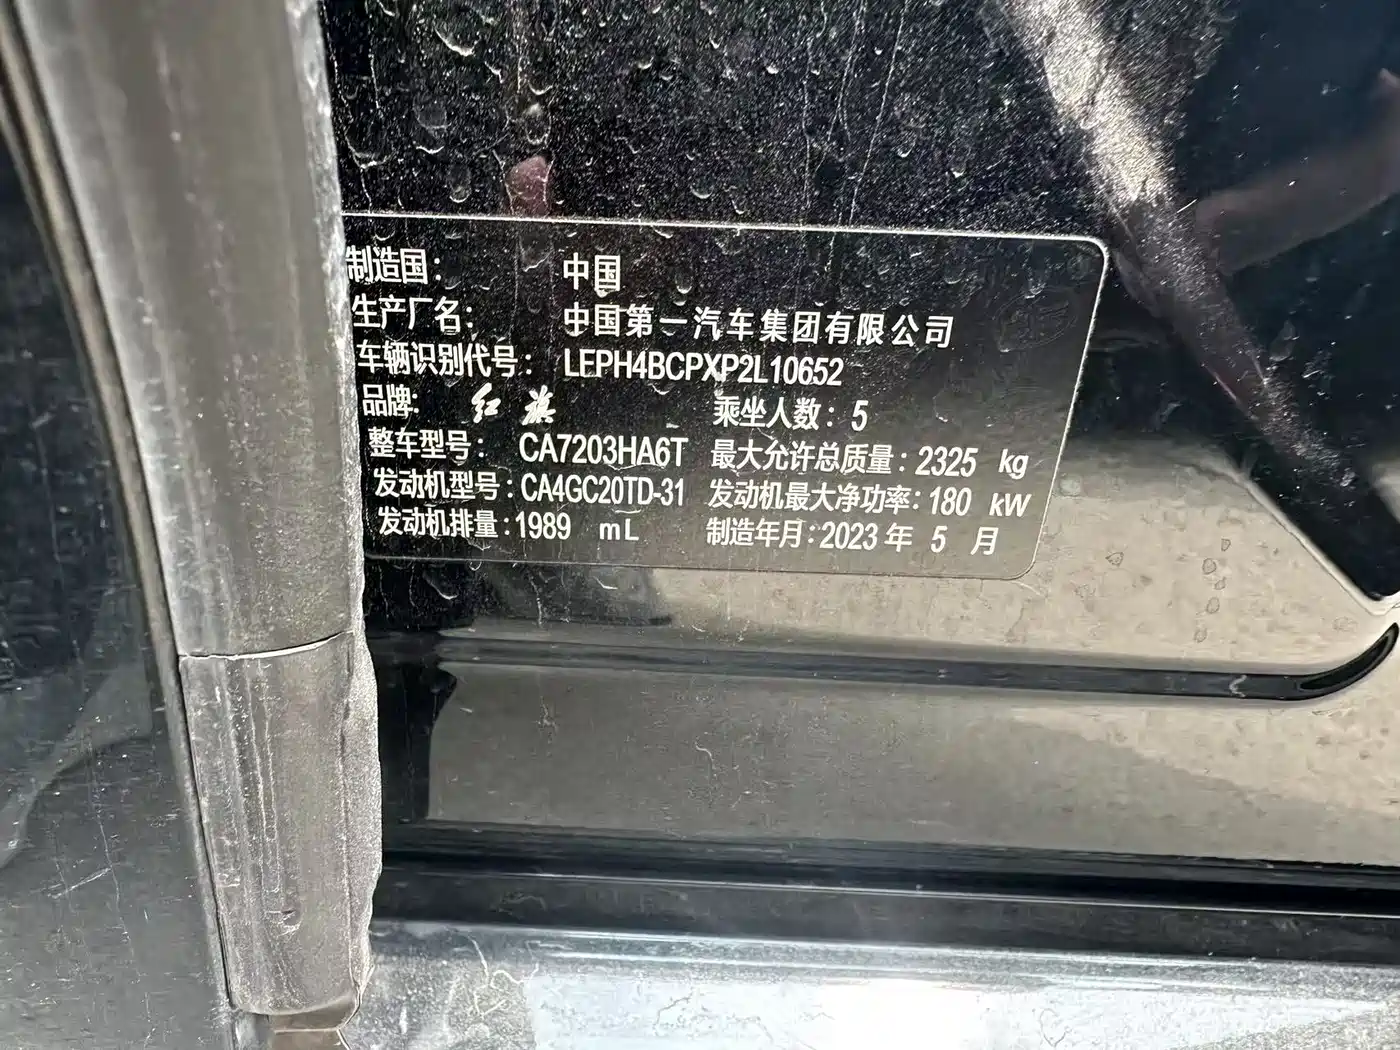 制造国： 中国
生产厂名： 中国第一汽车集团有限公司
车辆识别代号： LFPH4BCPXP2L10652
品牌： 红旗 乘坐人数：5
整车型号： CA7203HA6T 最大允许总质量：2325 kg
发动机型号：CA4GC20TD-31 发动机最大净功率：180 kW
发动机排量：1989 mL 制造年月：2023 年 5 月